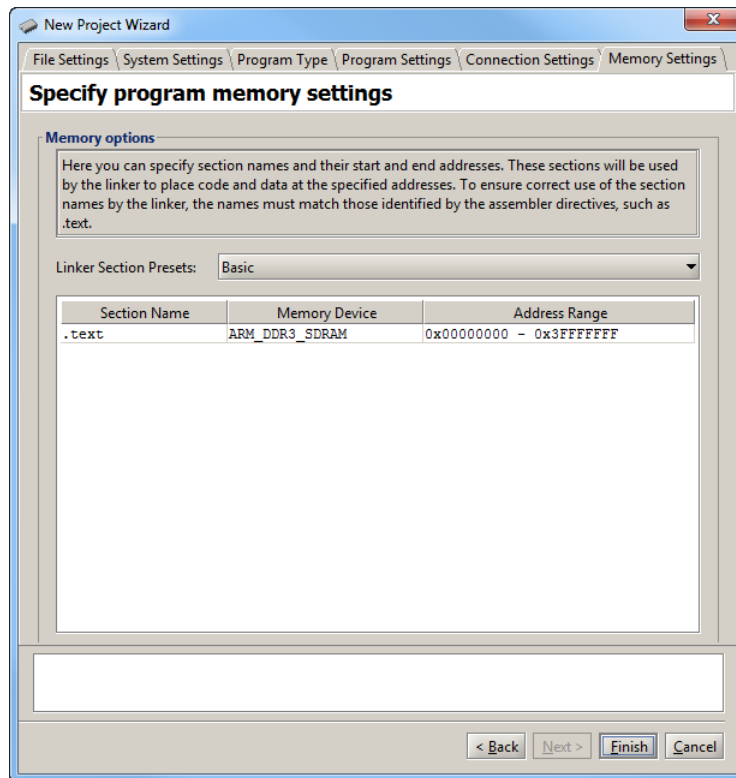 New Project Wizard
File Settings System Settings Program Type Program Settings Connection Settings Memory Settings
Specify program memory settings
Memory options
Here you can specify section names and their start and end addresses. These sections will be used
by the linker to place code and data at the specified addresses. To ensure correct use of the section
names by the linker, the names must match those identified by the assembler directives, such as
.text.
Linker Section Presets: Basic
Section Name Memory Device Address Range
.text ARM_DDR3_SDRAM 0x00000000 - 0x3FFFFFFF
< Back Next > Finish Cancel